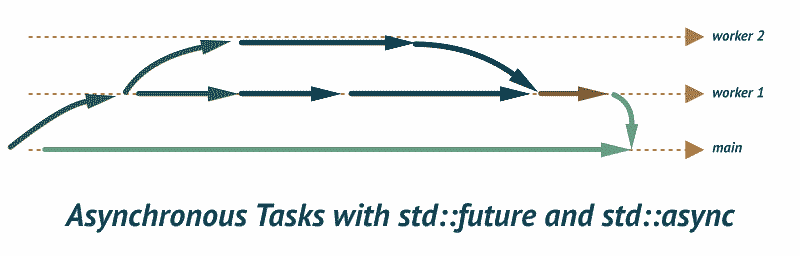 worker 2
worker 1
main
Asynchronous Tasks with std::future and std::async